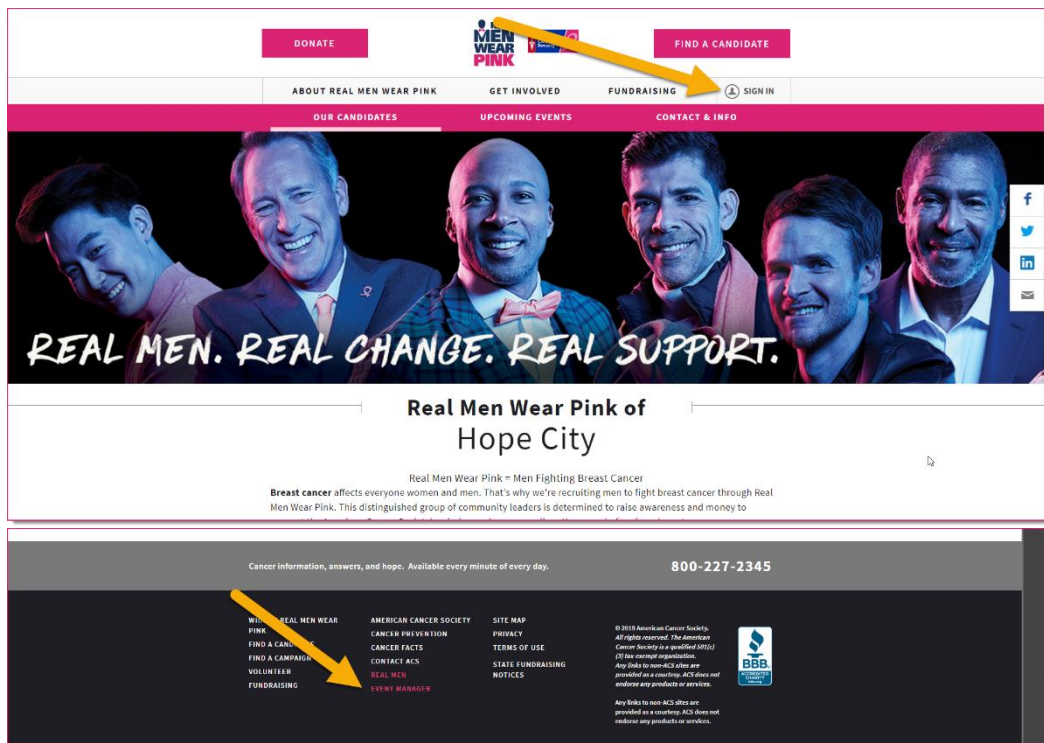 DONATE
MEN
WEAR
PINK
FIND A CANDIDATE
ABOUT REAL MEN WEAR PINK
GET INVOLVED
FUNDRAISING
SIGN IN
OUR CANDIDATES
UPCOMING EVENTS
CONTACT & INFO
f
in
REAL MEN. REAL CHANGE. REAL SUPPORT.
Real Men Wear Pink of
Hope City
Real Men Wear Pink = Men Fighting Breast Cancer
Breast cancer affects everyone women and men. That's why we're recruiting men to fight breast cancer through Real
Men Wear Pink. This distinguished group of community leaders is determined to raise awareness and money to
Cancer information, answers, and hope. Available every minute of every day.
800-227-2345
REAL MEN WEAR
PINK
FIND A
FIND A CAMPAIGN
VOLUNTEER
FUNDRAISING
AMERICAN CANCER SOCIETY
CANCER PREVENTION
CANCER FACTS
CONTACT ACS
REAL MEN
EVENT MANAGER
SITE MAP
PRIVACY
TERMS OF USE
STATE FUNDRAISING
NOTICES
© 2019 American Cancer Society.
All rights reserved. The American
Cancer Society is a qualified 501(c)
(3) tax-exempt organization.
Any links to non-ACS sites are
provided as a courtesy. ACS does not
endorse any products or services.
Any links to non-ACS sites are
provided as a courtesy. ACS does not
endorse any products or services.
BBB.
ACCREDITED
CHARITY